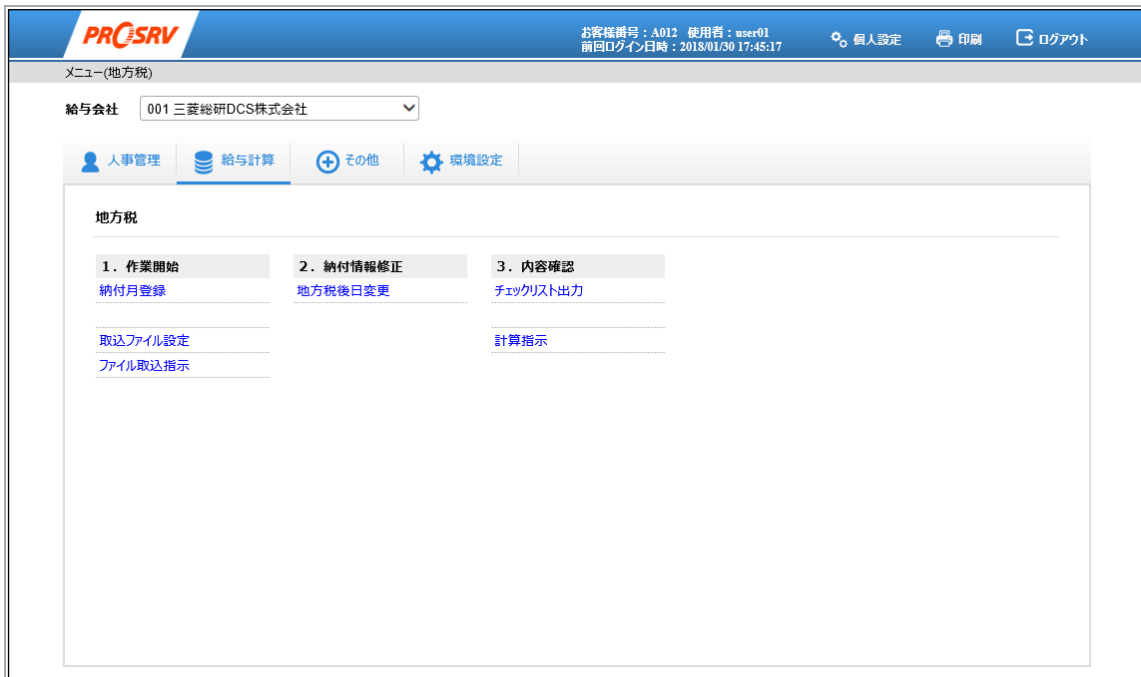 PROSRV
お客様番号：A012 使用者：user01
前回ログイン日時：2018/01/30 17:45:17
個人設定
印刷
ログアウト
メニュー(地方税)
給与会社
001 三菱総研DCS株式会社
人事管理
給与計算
その他
環境設定
地方税
1．作業開始
2．納付情報修正
3．内容確認
納付月登録
地方税後日変更
チェックリスト出力
取込ファイル設定
計算指示
ファイル取込指示